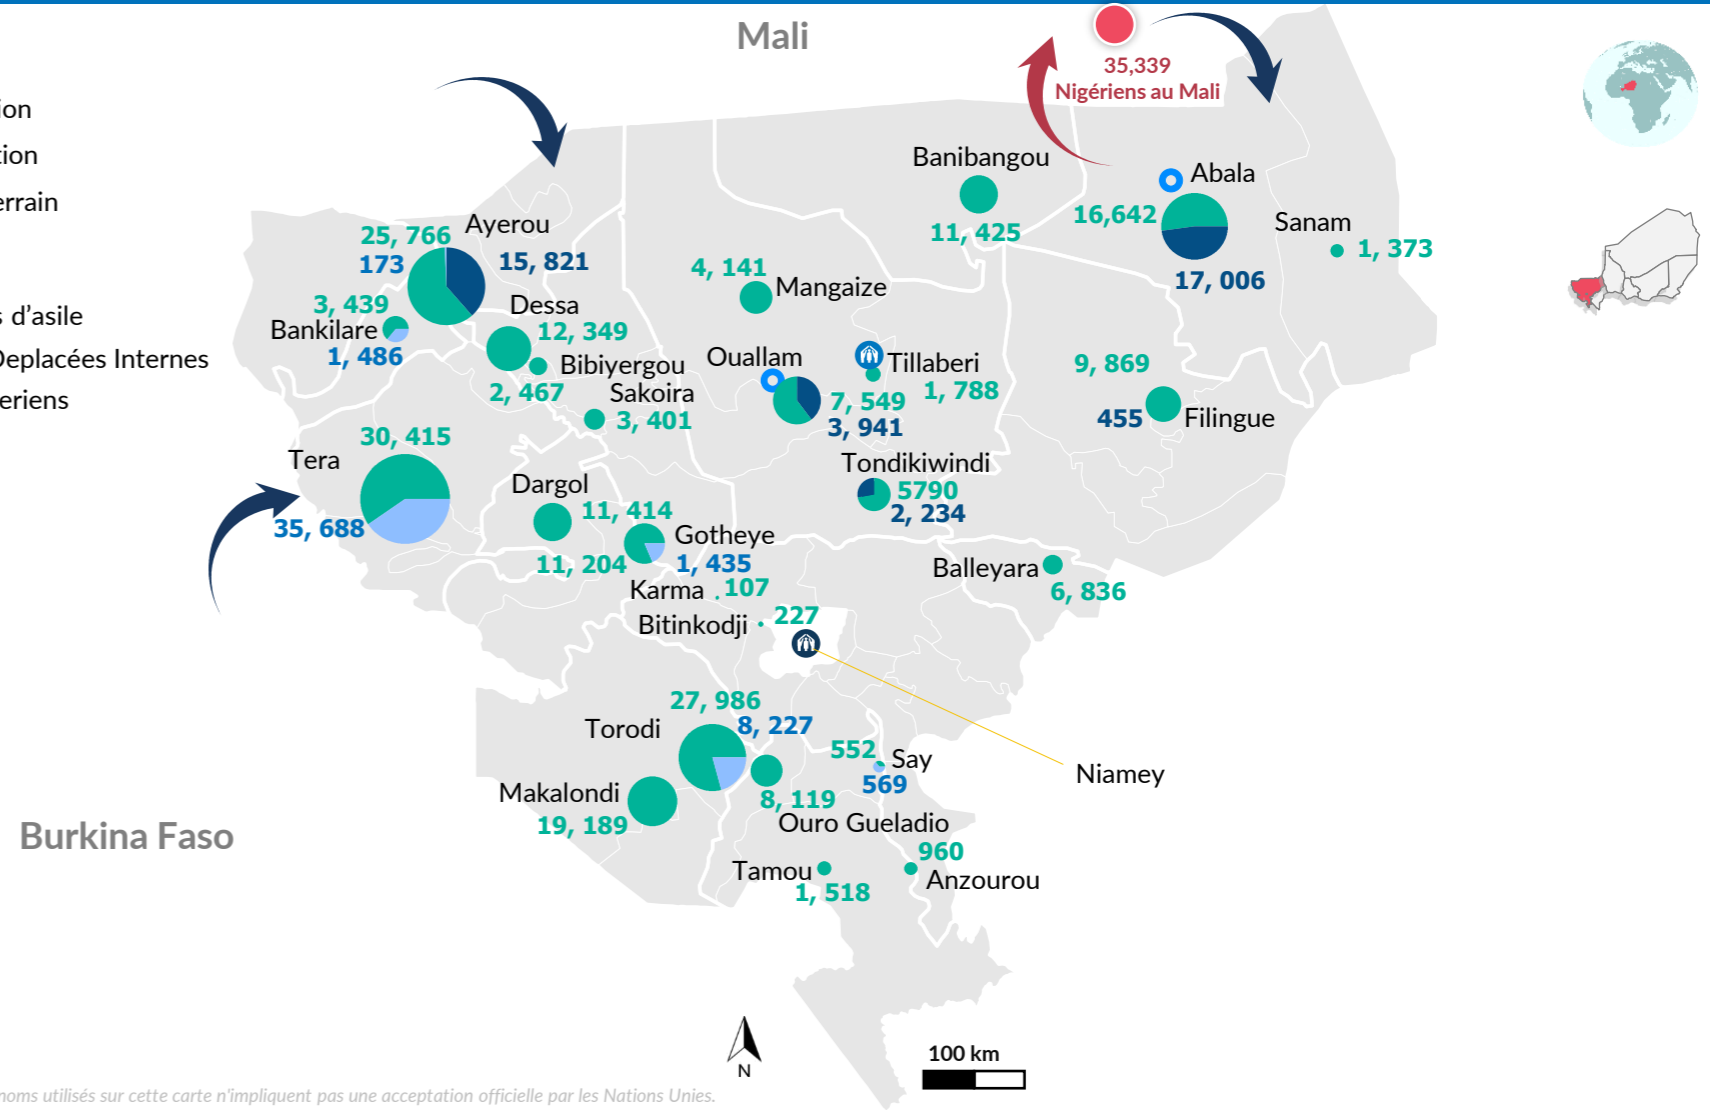 Mali
35,339
Nigériens au Mali
Banibangou
11, 425
Abala
16,642
17, 006
Sanam
1, 373
Ayerou
25, 766
173
15, 821
4, 141
Mangaize
3, 439
Bankilare
1, 486
Dessa
12, 349
Bibiyergou
2, 467
Sakoira
3, 401
Ouallam
7, 549
3, 941
Tillaberi
1, 788
9, 869
455
Filingue
d’asile
Deplacées Internes
30, 415
Tera
35, 688
Dargol
11, 414
11, 204
Gotheye
1, 435
Tondikiwindi
5790
2, 234
Karma
107
Bitinkodji
227
Balleyara
6, 836
27, 986
Torodi
8, 227
552
Say
569
Niamey
Makalondi
19, 189
8, 119
Ouro Gueladio
Burkina Faso
Tamou
1, 518
960
Anzourou
N
100 km
noms utilisés sur cette carte n'impliquent pas une acceptation officielle par les Nations Unies.